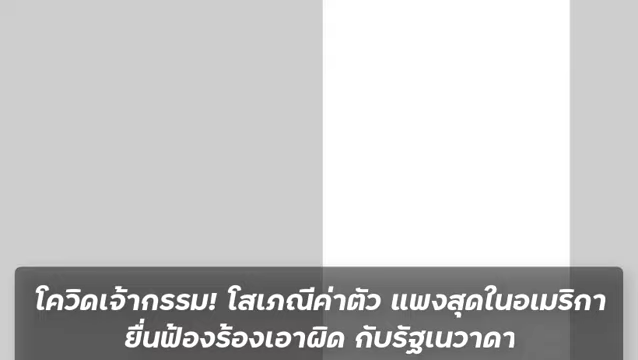 โควิดเจ้ากรรม! โสเภณีค่าตัว แพงสุดในอเมริกา
ยื่นฟ้องร้องเอาผิด กับรัฐเนวาดา